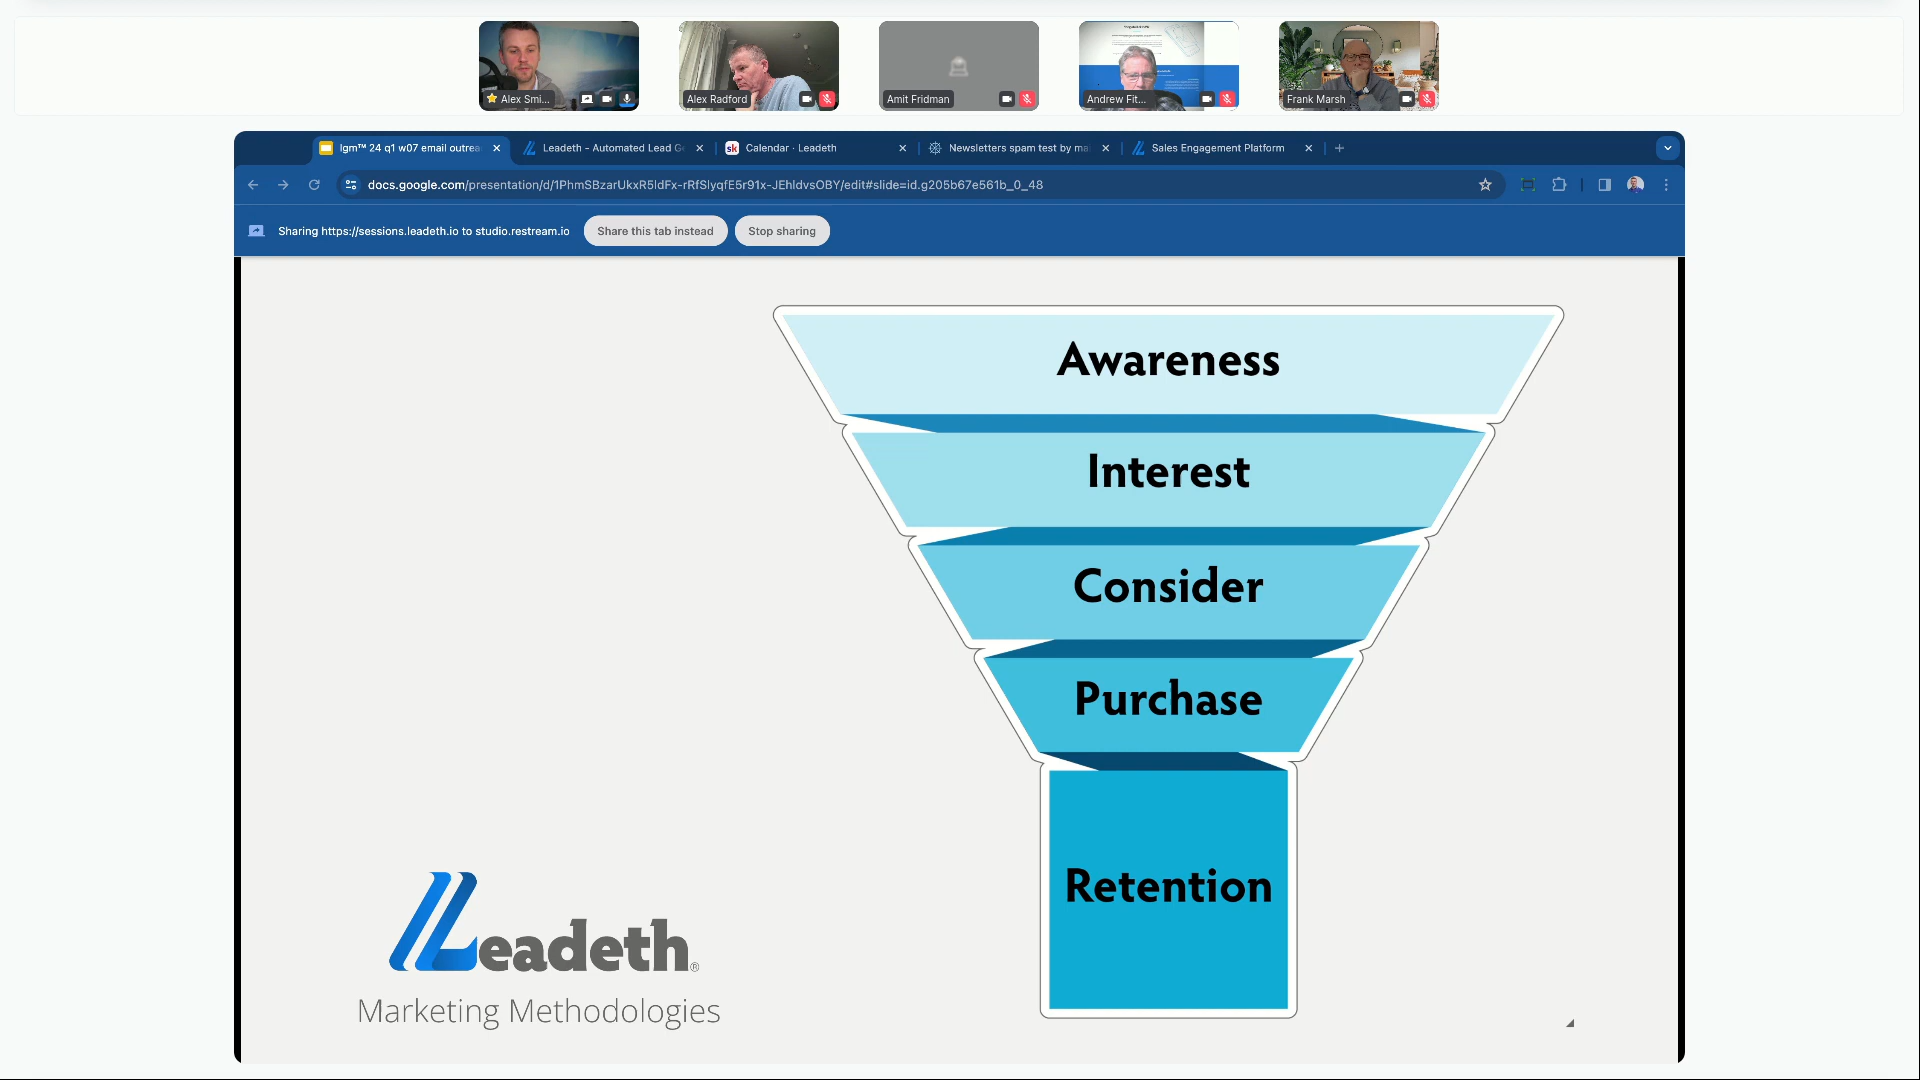 Alex Smi...
Alex Radford
Amit Fridman
Andrew Fit...
Frank Marsh
lgm™ 24 q1 w07 email outrea
Leadeth - Automated Lead G
sk
Calendar · Leadeth
Newsletters spam test by ma
Sales Engagement Platform
docs.google.com/presentation/d/1PhmSBzarUkxR5ldFx-rRfSlyqfE5r91x-JEhldvsOBY/edit#slide=id.g205b67e561b_0_48
Sharing https://sessions.leadeth.io to studio.restream.io
Share this tab instead
Stop sharing
Awareness
Interest
Consider
Purchase
Retention
Leadeth®
Marketing Methodologies